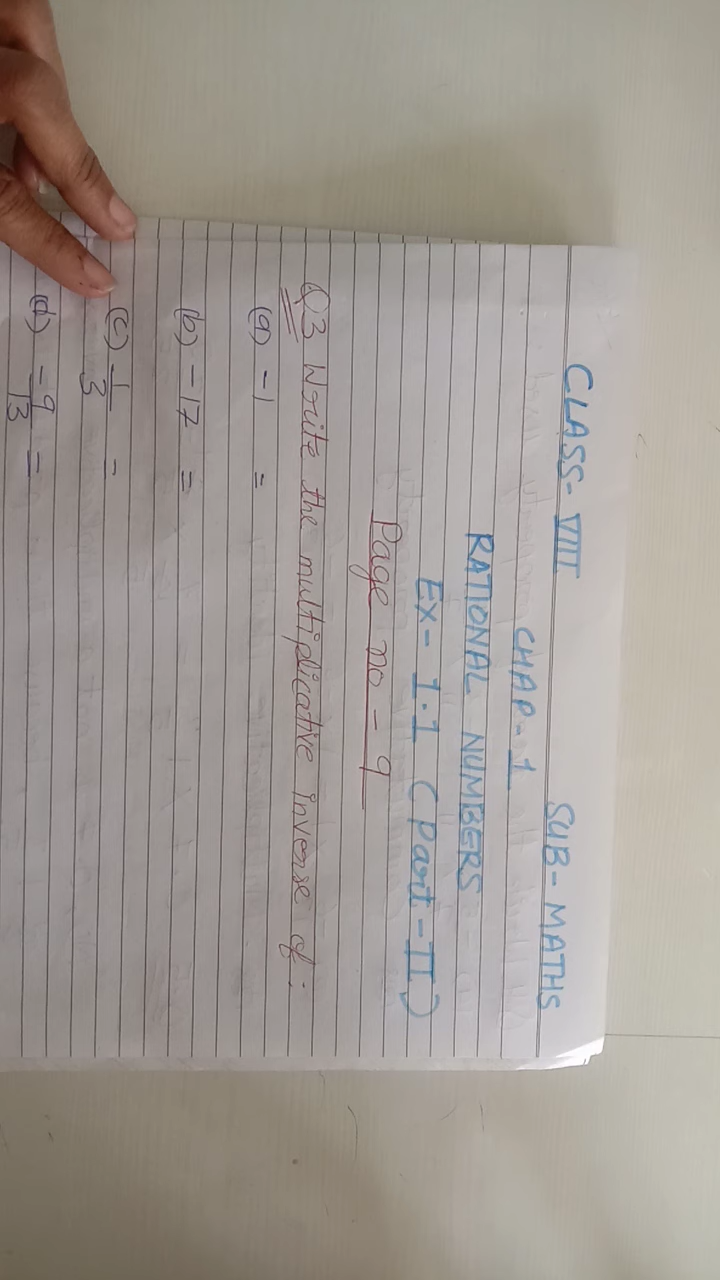 CLASS- VIII SUB- MATHS
CHAP- 1
RATIONAL NUMBERS
Ex- 1.1 (Part-II)
Page no - 9
Q3 Write the multiplicative inverse of:
(a) -1 =
(b) -17 =
(c) 1/3 =
(d) -9/13 =